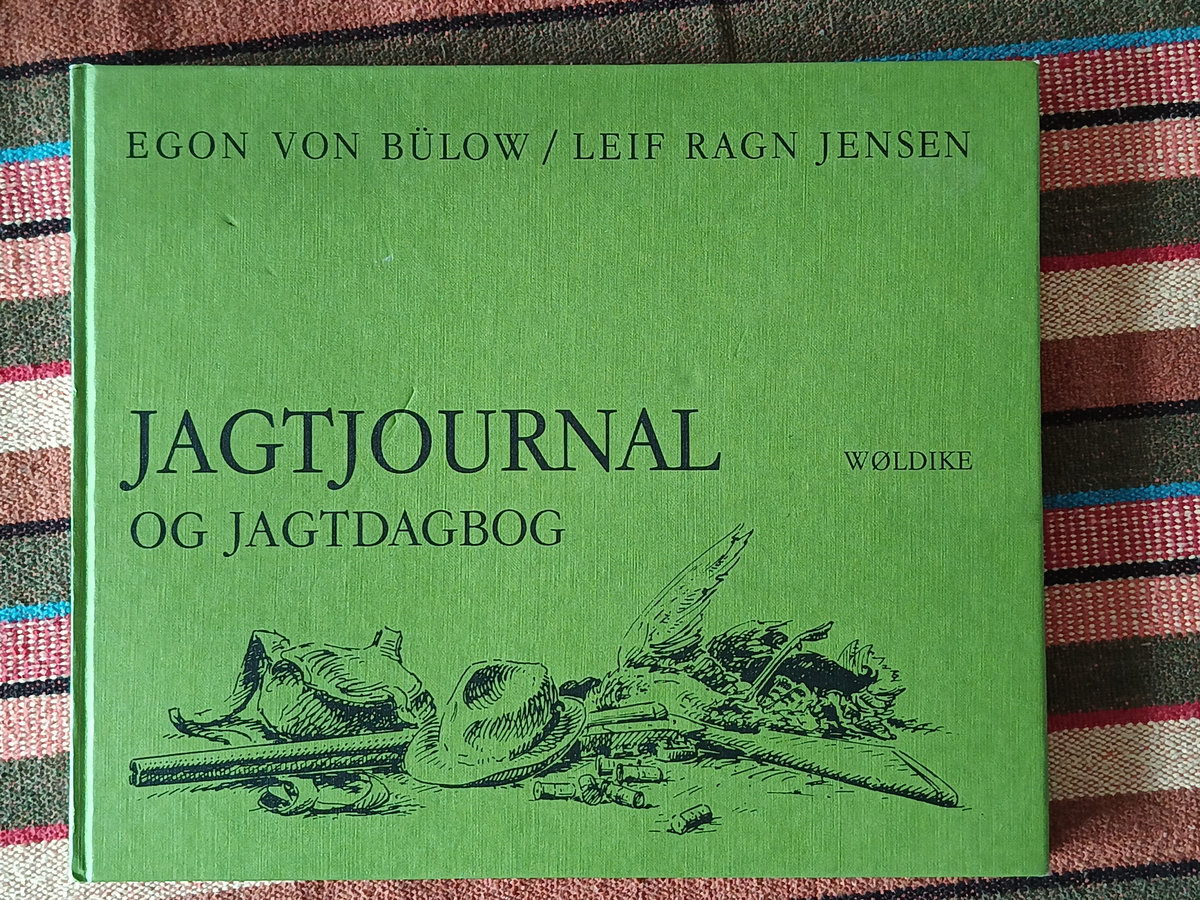 EGON VON BÜLOW / LEIF RAGN JENSEN
JAGTJOURNAL
WØLDIKE
OG JAGTDAGBOG